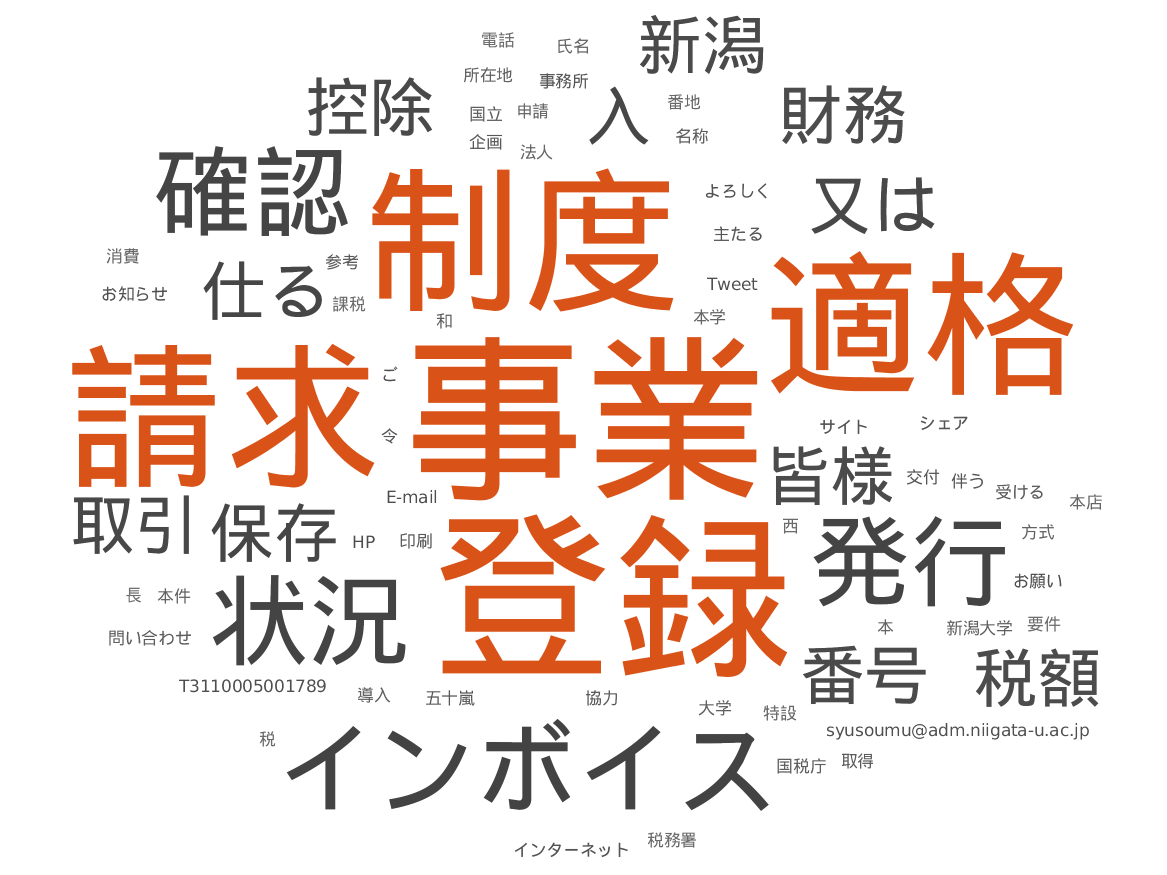 新潟
電話 氏名
所在地 事務所
控除 入 番地 財務
国立 申請
企画 法人 名称
確認 制度 よろしく 又は
主たる
消費 参考
お知らせ 仕る 課税 Tweet 適格
和 本学
請求 ご 事業
令 サイト シェア
皆様 交付 伴う 受ける 本店
取引 保存 E-mail
HP 印刷 登録 西 発行 方式
お願い
長 本件 状況
問い合わせ 本 新潟大学 要件
番号 税額
T3110005001789 導入 五十嵐 協力 大学 特設
syusoumu@adm.niigata-u.ac.jp
税 インボイス 国税庁 取得
インターネット 税務署